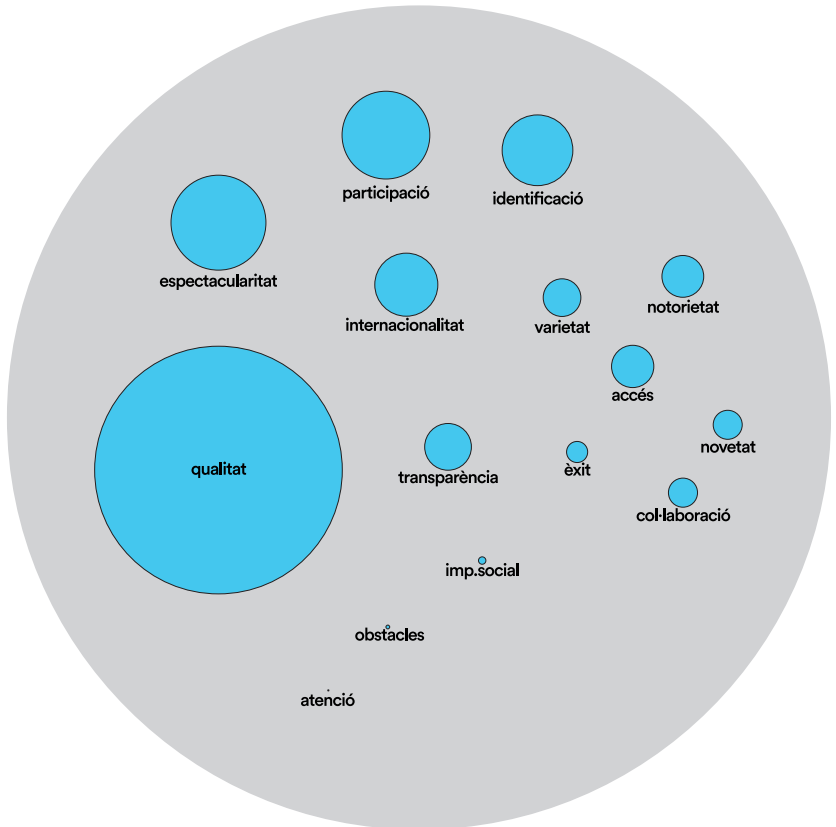 participació
identificació
espectacularitat
notorietat
internacionalitat
varietat
accés
novetat
qualitat
èxit
transparència
col·laboració
imp.social
obstacles
atenció